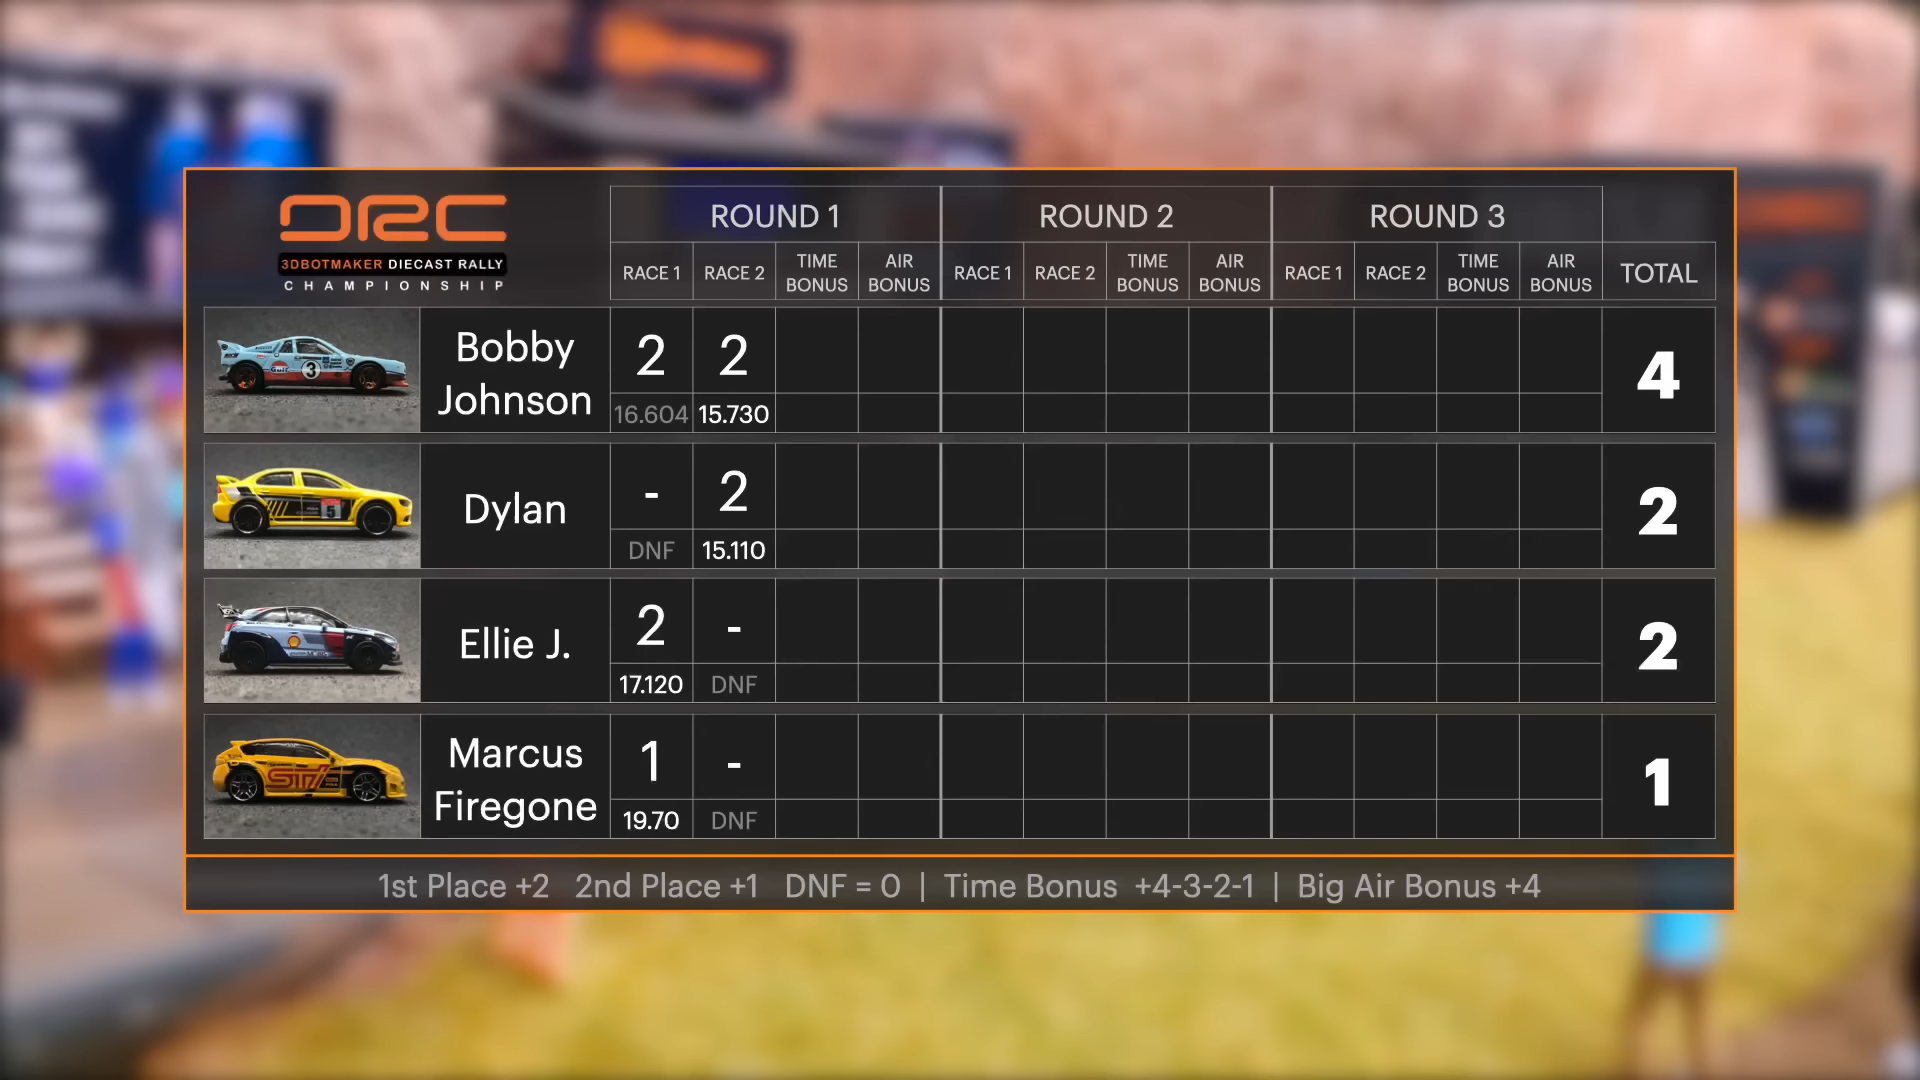 DRC
3DBOTMAKER DIECAST RALLY
CHAMPIONSHIP
ROUND 1 ROUND 2 ROUND 3
RACE 1 RACE 2 TIME BONUS AIR BONUS RACE 1 RACE 2 TIME BONUS AIR BONUS RACE 1 RACE 2 TIME BONUS AIR BONUS TOTAL
Bobby Johnson 2 2 4
16.604 15.730
Dylan - 2 2
DNF 15.110
Ellie J. 2 - 2
17.120 DNF
Marcus Firegone 1 - 1
19.70 DNF
1st Place +2 2nd Place +1 DNF = 0 | Time Bonus +4-3-2-1 | Big Air Bonus +4
3
Gulf
5
STI